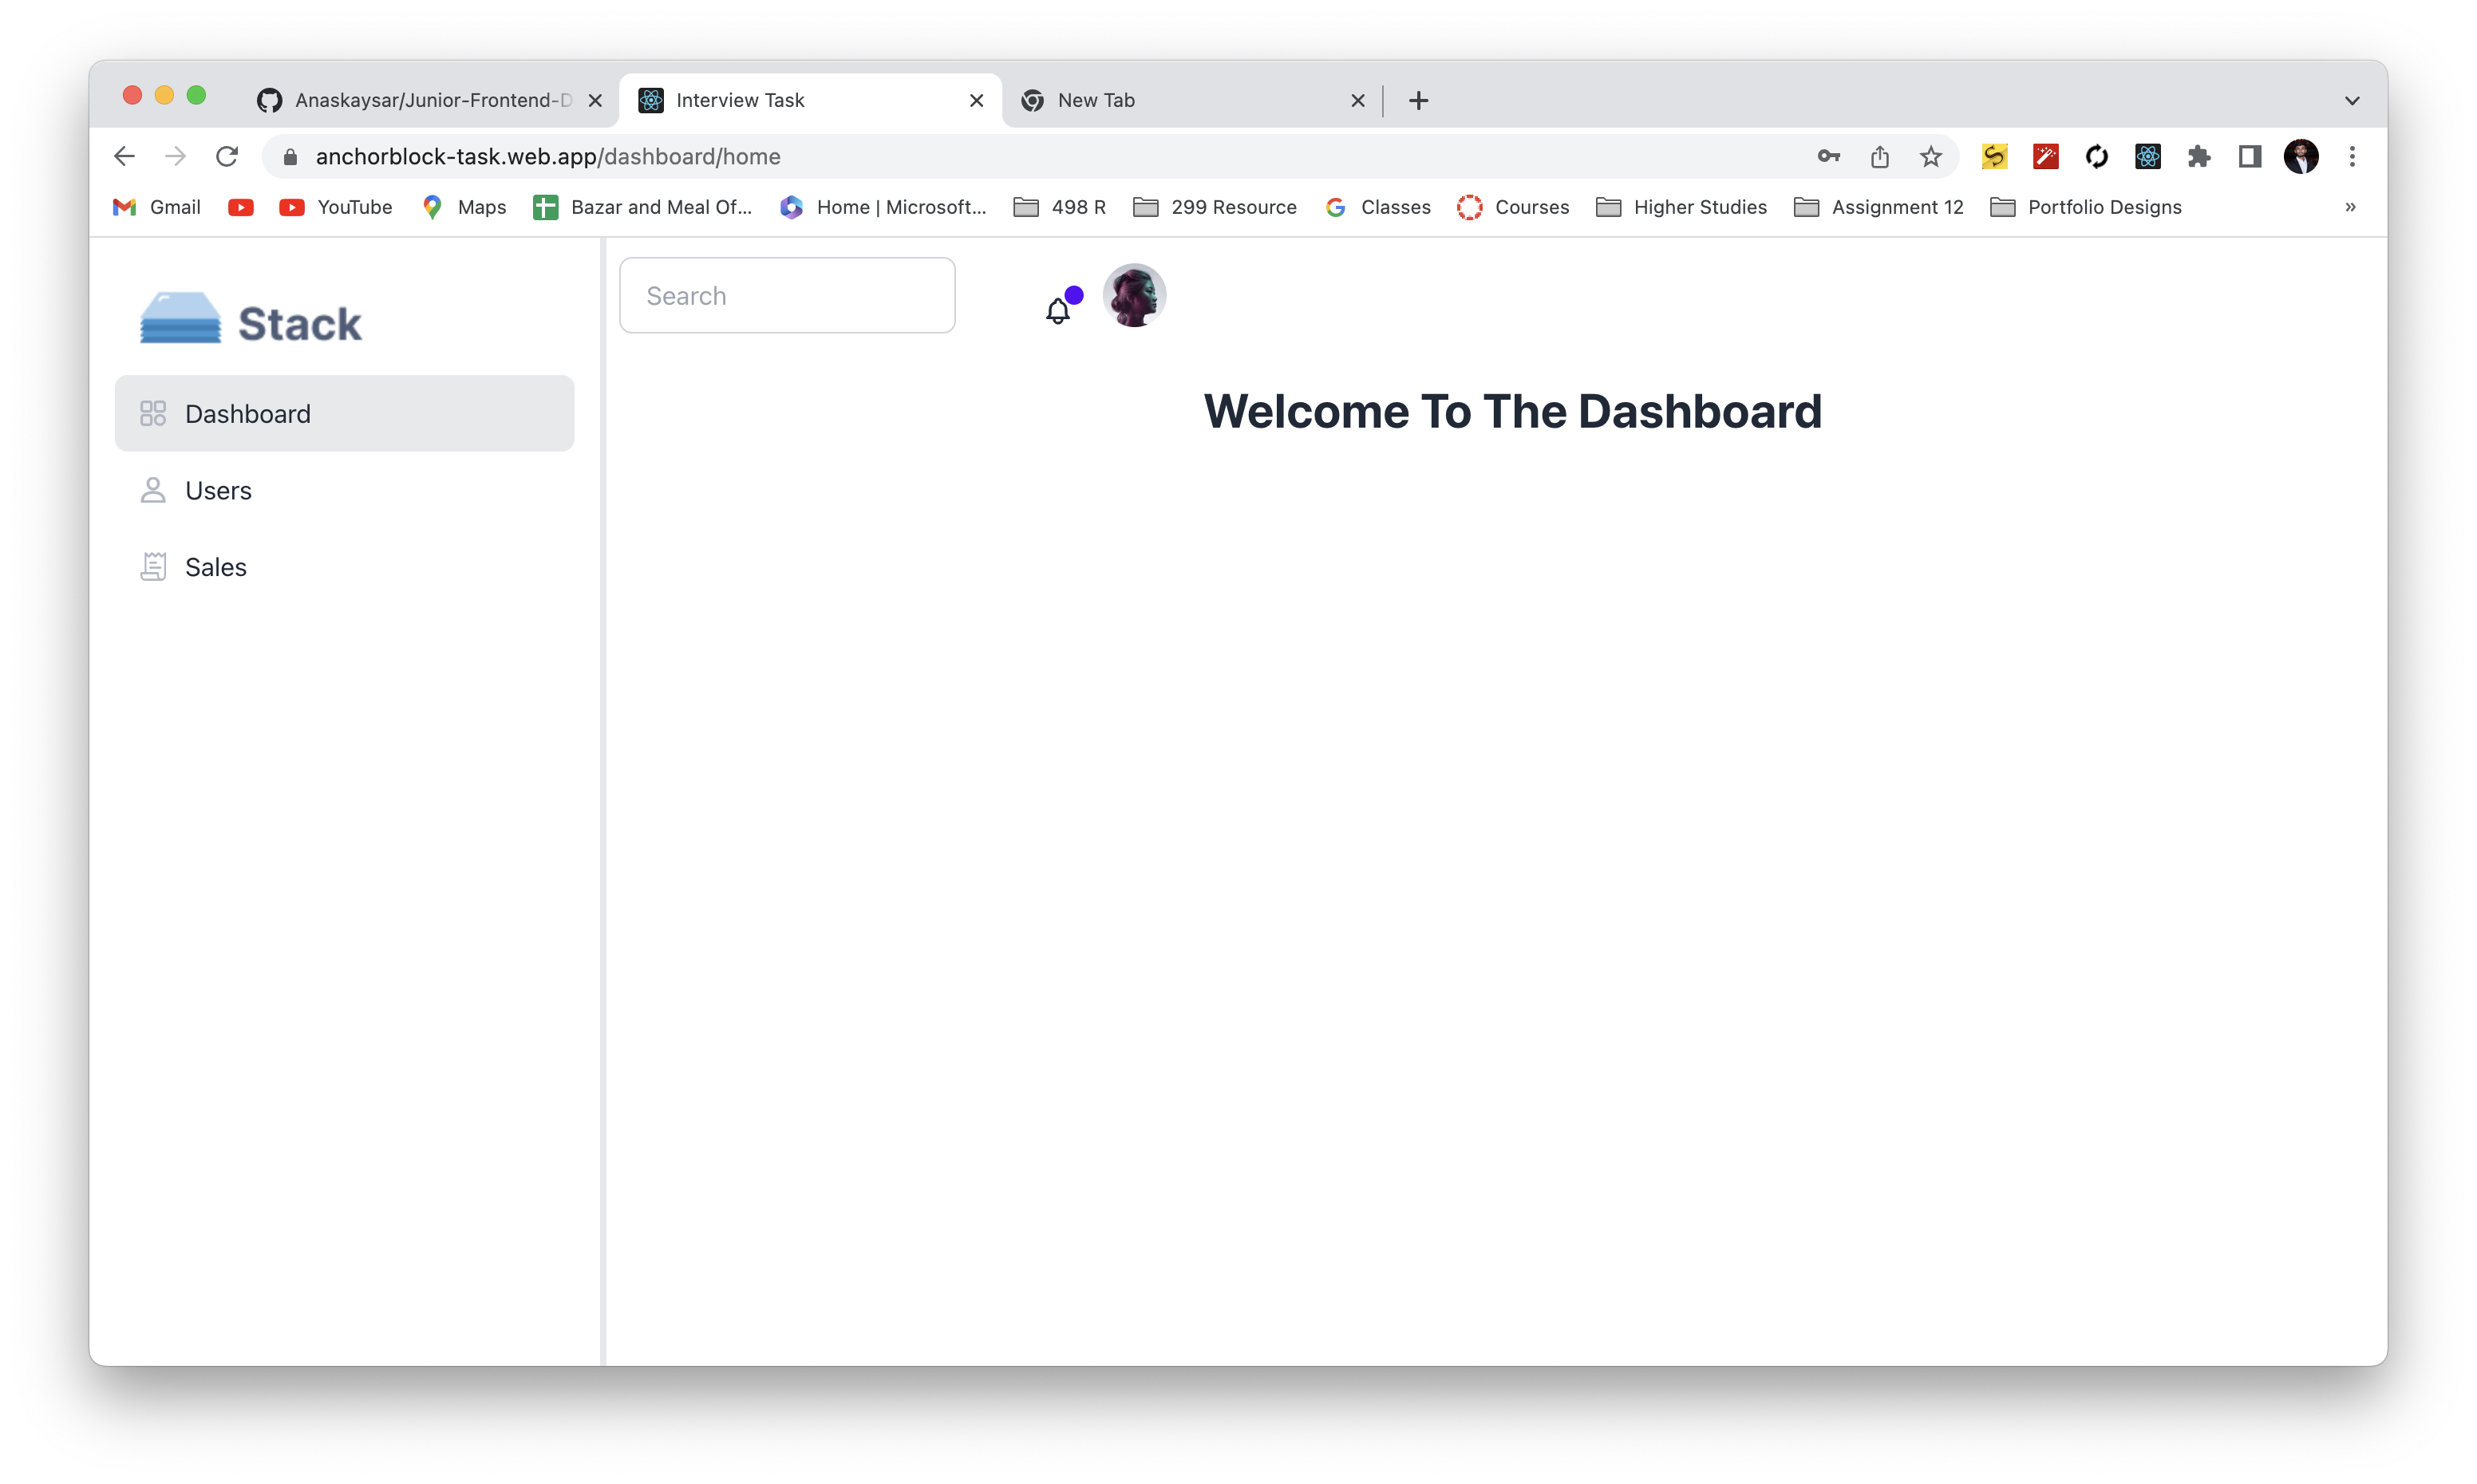 Anaskaysar/Junior-Frontend-D
Interview Task
New Tab
anchorblock-task.web.app/dashboard/home
Gmail
YouTube
Maps
Bazar and Meal Of...
Home | Microsoft...
498 R
299 Resource
Classes
Courses
Higher Studies
Assignment 12
Portfolio Designs
»
Stack
Search
Dashboard
Welcome To The Dashboard
Users
Sales